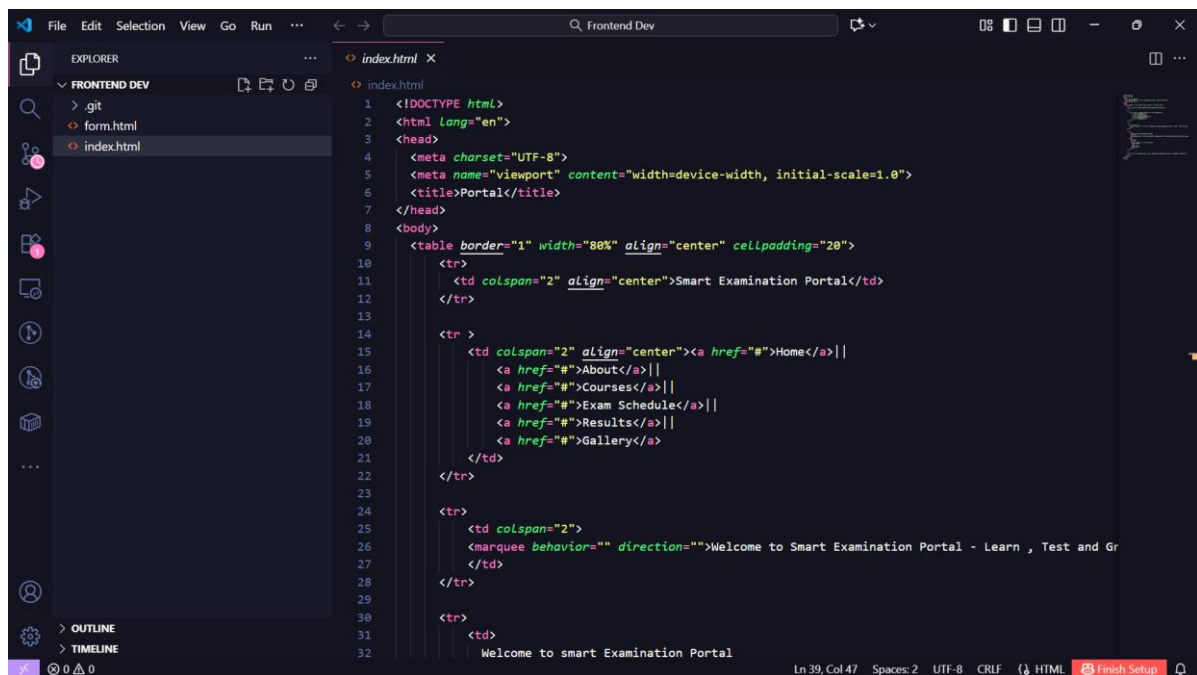 File Edit Selection View Go Run ··· Frontend Dev
EXPLORER ···
FRONTEND DEV
.git
form.html
index.html
OUTLINE
TIMELINE
index.html
index.html
1 <!DOCTYPE html>
2 <html lang="en">
3 <head>
4 <meta charset="UTF-8">
5 <meta name="viewport" content="width=device-width, initial-scale=1.0">
6 <title>Portal</title>
7 </head>
8 <body>
9 <table border="1" width="80%" align="center" cellpadding="20">
10 <tr>
11 <td colspan="2" align="center">Smart Examination Portal</td>
12 </tr>
13
14 <tr >
15 <td colspan="2" align="center"><a href="#">Home</a>||
16 <a href="#">About</a>||
17 <a href="#">Courses</a>||
18 <a href="#">Exam Schedule</a>||
19 <a href="#">Results</a>||
20 <a href="#">Gallery</a>
21 </td>
22 </tr>
23
24 <tr>
25 <td colspan="2">
26 <marquee behavior="" direction="">Welcome to Smart Examination Portal - Learn , Test and Gr
27 </td>
28 </tr>
29
30 <tr>
31 <td>
32 Welcome to smart Examination Portal
0 0 Ln 39, Col 47 Spaces: 2 UTF-8 CRLF HTML Finish Setup